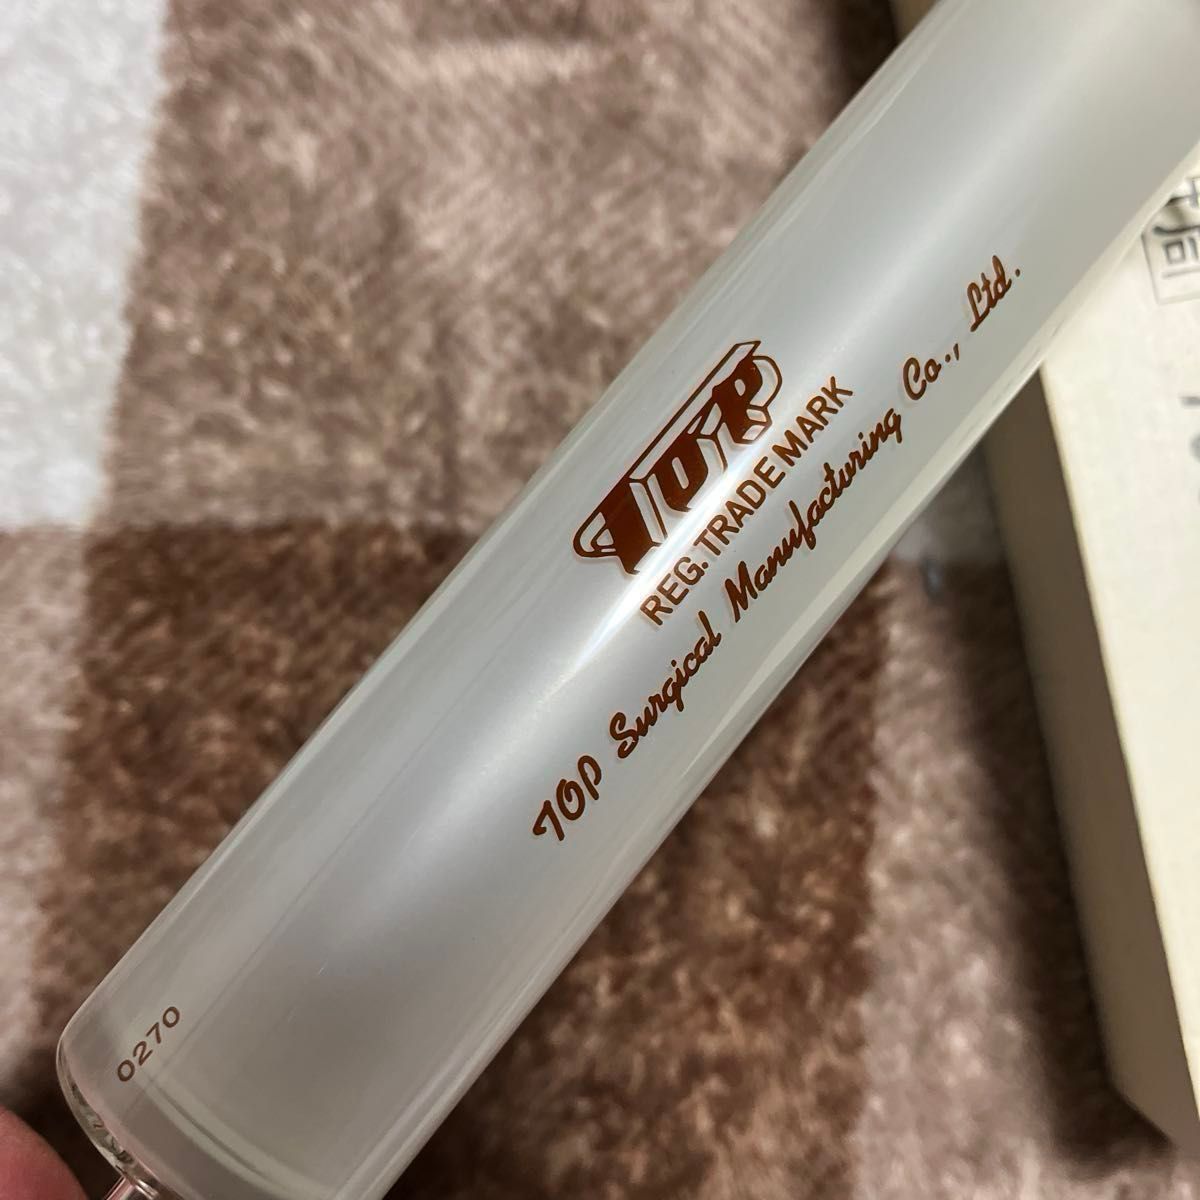 TOP
REG. TRADE MARK
TOP Surgical Manufacturing Co., Ltd.
0270